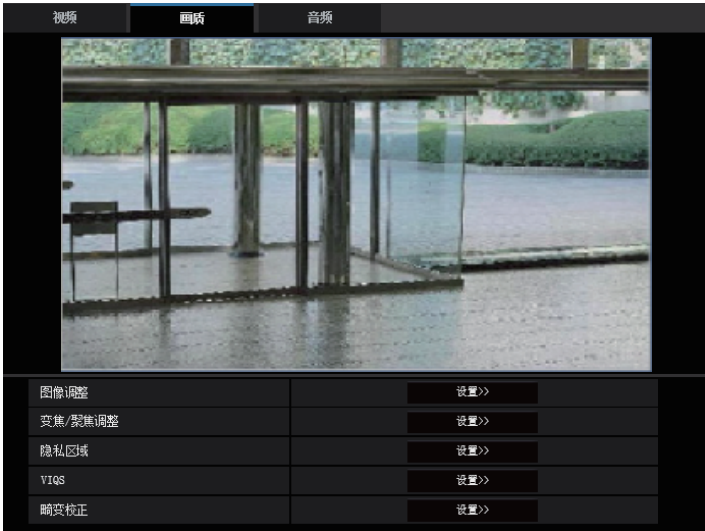 视频 画质 音频
图像调整 设置>>
变焦/聚焦调整 设置>>
隐私区域 设置>>
VIQS 设置>>
畸变校正 设置>>